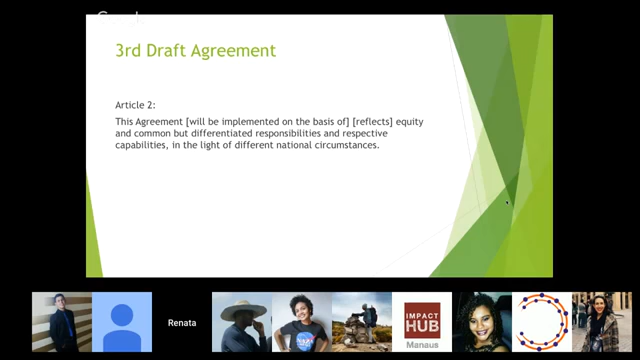 3rd Draft Agreement
Article 2:
This Agreement [will be implemented on the basis of] [reflects] equity
and common but differentiated responsibilities and respective
capabilities, in the light of different national circumstances.
Renata
IMPACT
HUB
Manaus